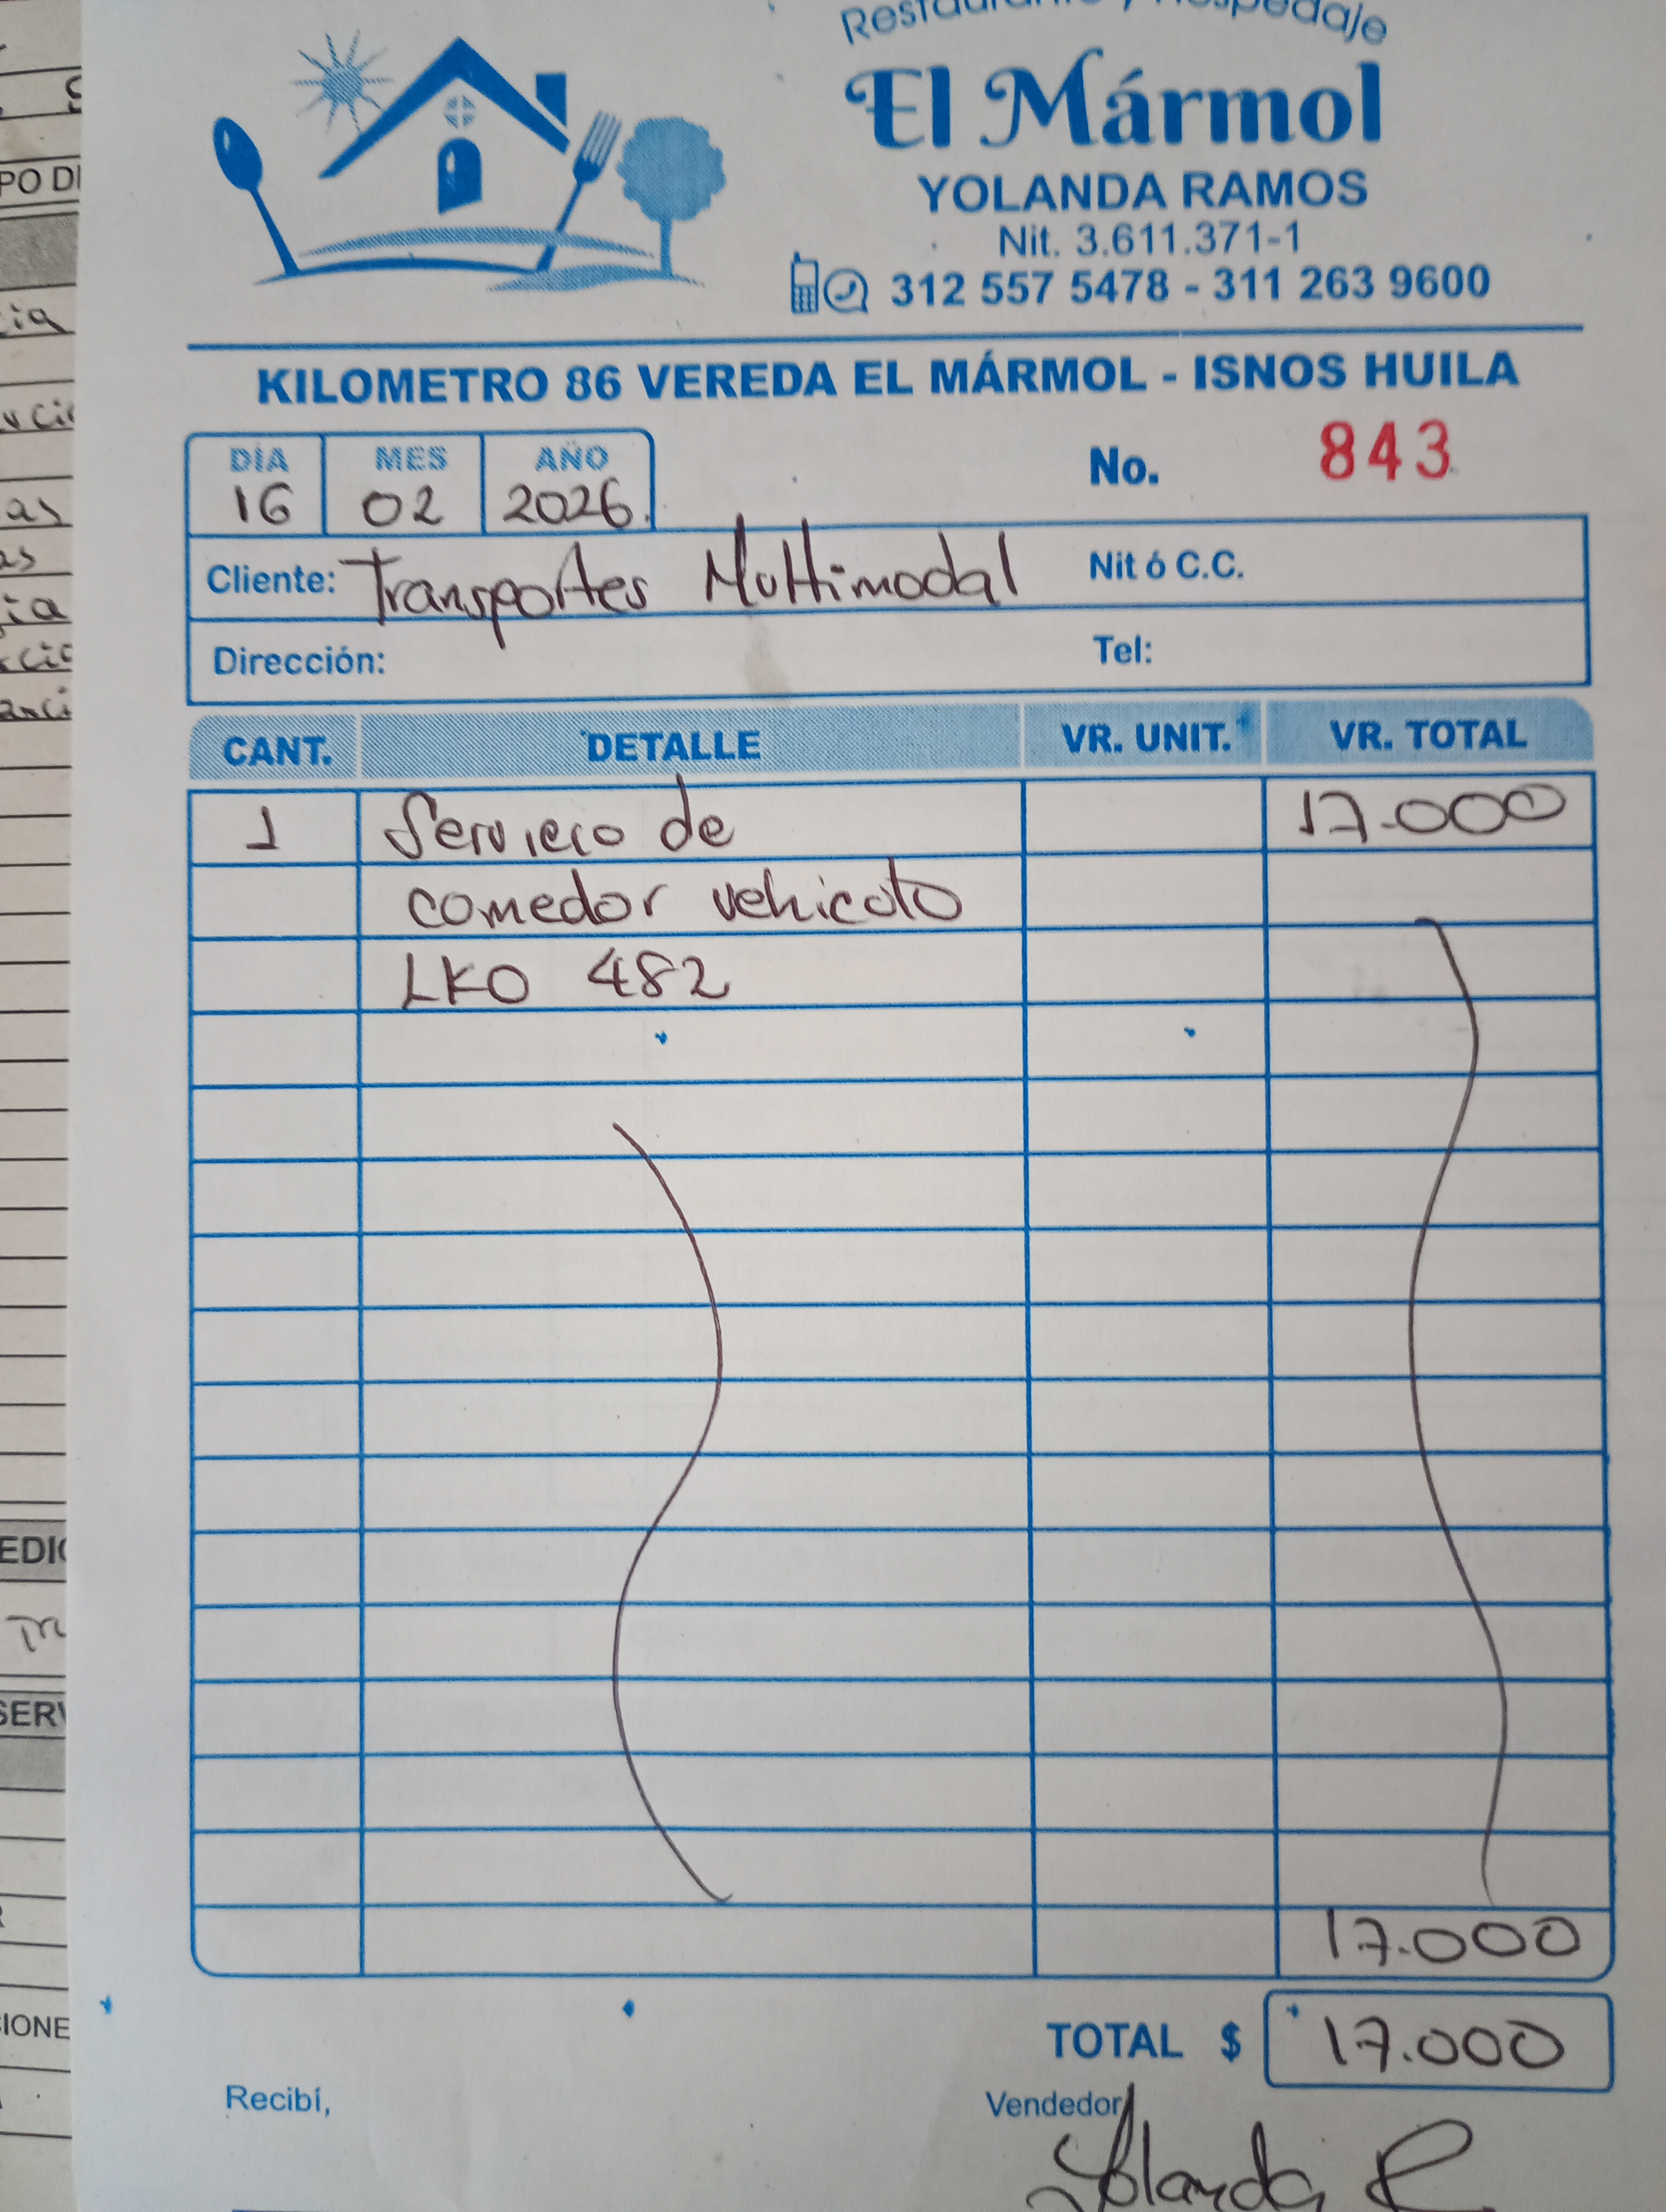 Restaurante y Hospedaje
El Mármol
YOLANDA RAMOS
Nit. 3.611.371-1
312 557 5478 - 311 263 9600
KILOMETRO 86 VEREDA EL MÁRMOL - ISNOS HUILA
DÍA MES AÑO
16 02 2026
No. 843
Cliente: Transportes Multimodal Nit ó C.C.
Dirección: Tel:
CANT. DETALLE VR. UNIT. VR. TOTAL
1 Servicio de 17.000
comedor vehiculo
LKO 482
17.000
TOTAL $ 17.000
Recibí, Vendedor
Yolanda R